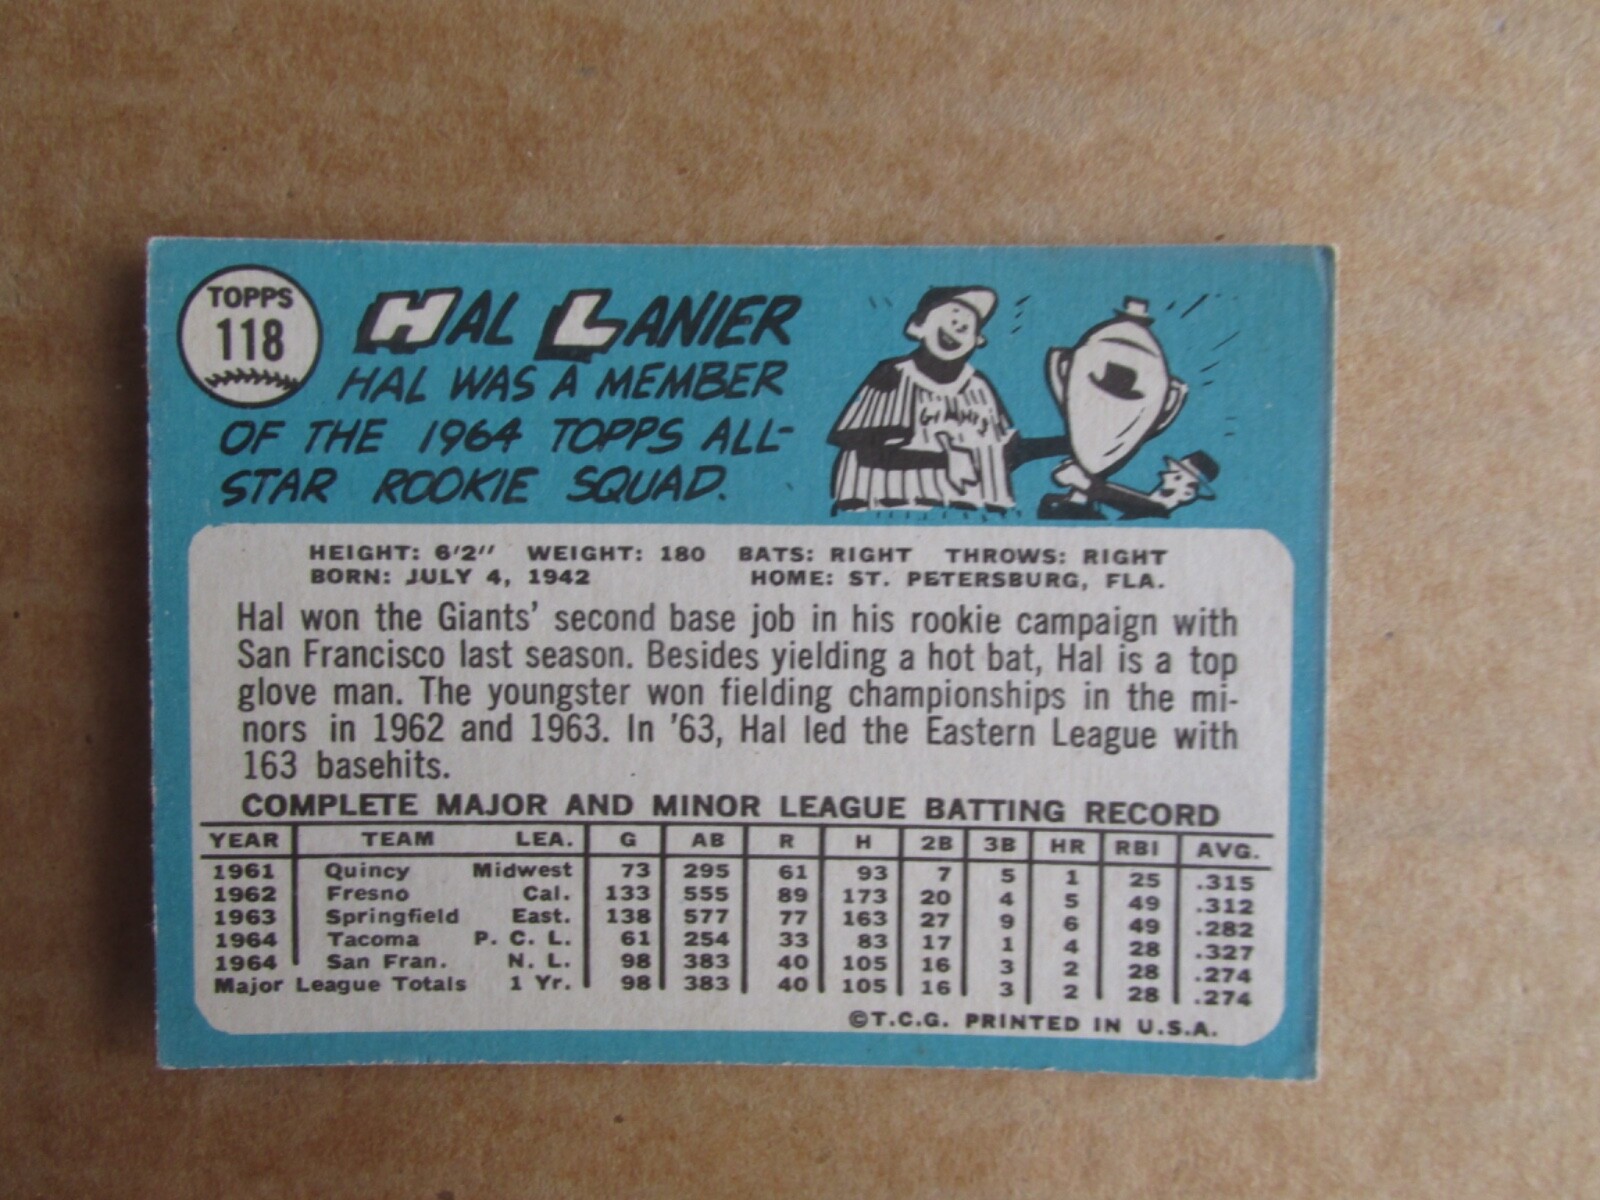 TOPPS
118
HAL LANIER
HAL WAS A MEMBER
OF THE 1964 TOPPS ALL-
STAR ROOKIE SQUAD.
GIANTS
HEIGHT: 6'2" WEIGHT: 180 BATS: RIGHT THROWS: RIGHT
BORN: JULY 4, 1942 HOME: ST. PETERSBURG, FLA.
Hal won the Giants' second base job in his rookie campaign with
San Francisco last season. Besides yielding a hot bat, Hal is a top
glove man. The youngster won fielding championships in the mi-
nors in 1962 and 1963. In '63, Hal led the Eastern League with
163 basehits.
COMPLETE MAJOR AND MINOR LEAGUE BATTING RECORD
YEAR TEAM LEA. G AB R H 2B 3B HR RBI AVG.
1961 Quincy Midwest 73 295 61 93 7 5 1 25 .315
1962 Fresno Cal. 133 555 89 173 20 4 5 49 .312
1963 Springfield East. 138 577 77 163 27 9 6 49 .282
1964 Tacoma P. C. L. 61 254 33 83 17 1 4 28 .327
1964 San Fran. N. L. 98 383 40 105 16 3 2 28 .274
Major League Totals 1 Yr. 98 383 40 105 16 3 2 28 .274
©T.C.G. PRINTED IN U.S.A.